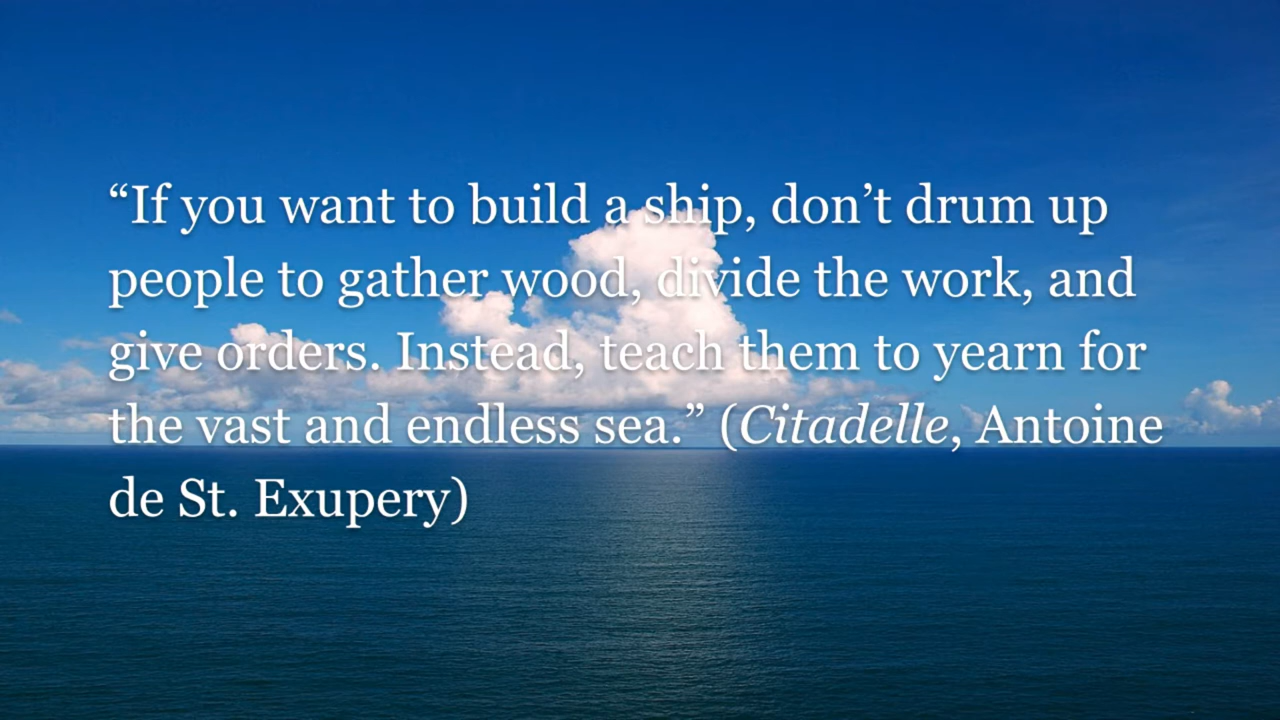 “If you want to build a ship, don’t drum up
people to gather wood, divide the work, and
give orders. Instead, teach them to yearn for
the vast and endless sea.” (Citadelle, Antoine
de St. Exupery)